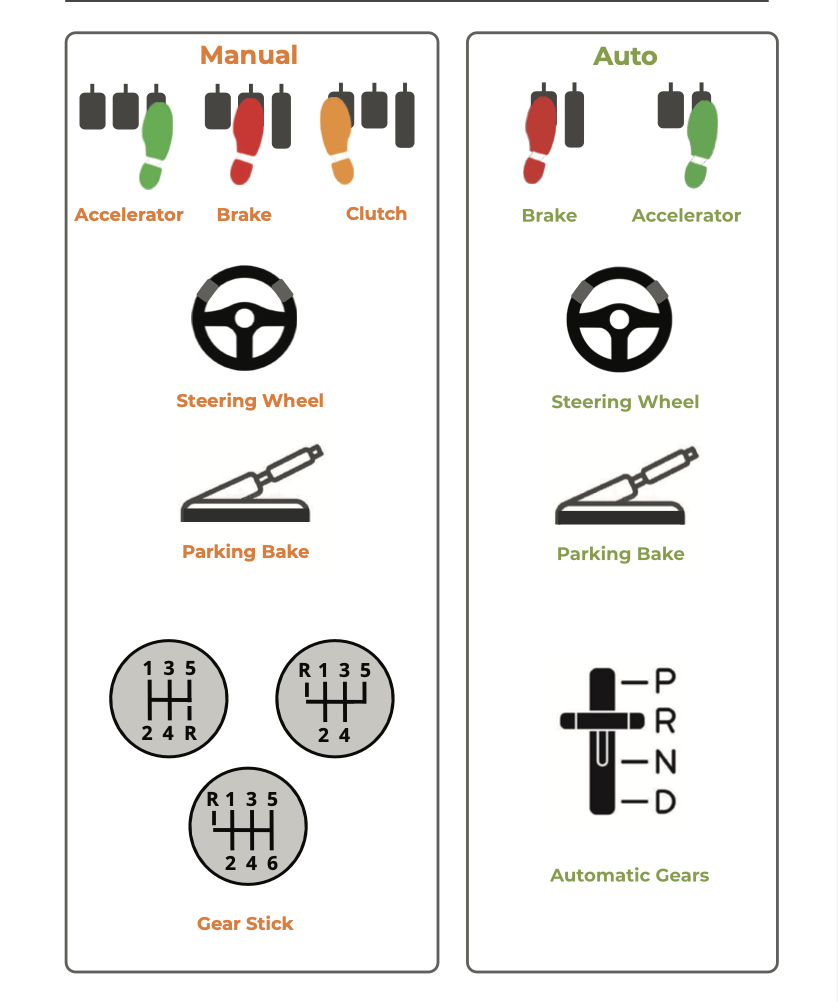 Manual
Accelerator Brake Clutch
Steering Wheel
Parking Bake
1 3 5
2 4 R
R 1 3 5
2 4
R 1 3 5
2 4 6
Gear Stick
Auto
Brake Accelerator
Steering Wheel
Parking Bake
P
R
N
D
Automatic Gears